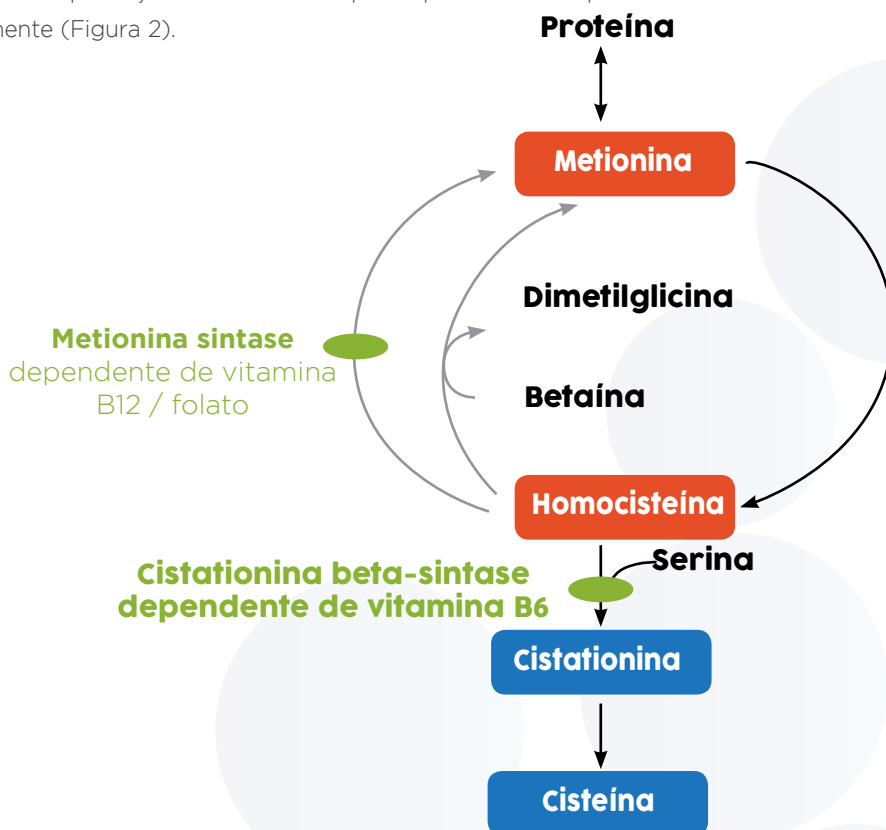 mente (Figura 2).
Proteína
Metionina
Dimetilglicina
Metionina sintase
dependente de vitamina
B12 / folato
Betaína
Homocisteína
Serina
Cistationina beta-sintase
dependente de vitamina B6
Cistationina
Cisteína